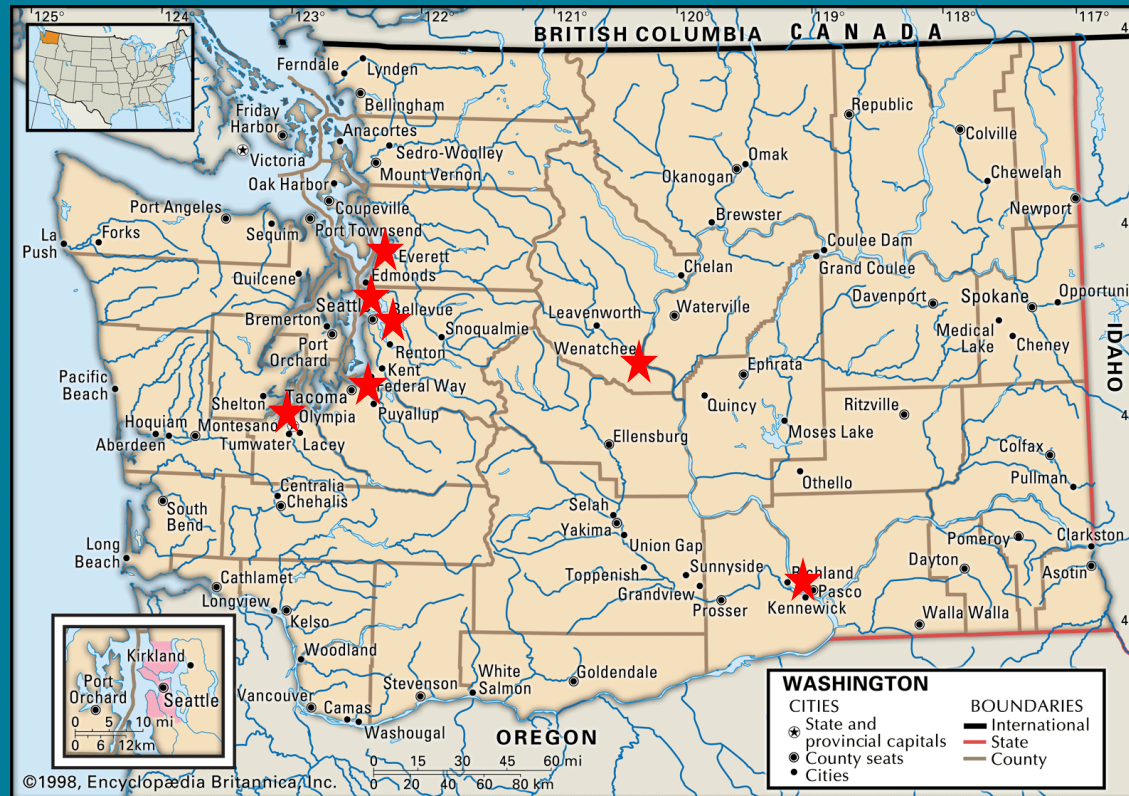 125°
124°
123°
122°
121°
120°
119°
118°
117°
BRITISH COLUMBIA CANADA
Ferndale
Lynden
Bellingham
Friday
Harbor
Anacortes
Victoria
Sedro-Woolley
Mount Vernon
Oak Harbor
Coupeville
Port Angeles
Port Townsend
Sequim
La
Push
Forks
Quilcene
Everett
Edmonds
Republic
Colville
Omak
Okanogan
Chewelah
Newport
Brewster
Coulee Dam
Grand Coulee
Chelan
Waterville
Davenport
Spokane
Leavenworth
Wenatchee
Medical
Lake
Cheney
IDAHO
Bremerton
Port
Orchard
Snoqualmie
Renton
Kent
Federal Way
Tacoma
Puyallup
Pacific
Beach
Shelton
Olympia
Hoquiam
Montesano
Aberdeen
Tumwater
Lacey
Ephrata
Quincy
Ritzville
Moses Lake
Ellensburg
Othello
Colfax
Pullman
Centralia
Chehalis
South
Bend
Selah
Yakima
Union Gap
Long
Beach
Toppenish
Sunnyside
Grandview
Prosser
Pasco
Kennewick
Pomeroy
Clarkston
Dayton
Asotin
Walla Walla
Cathlamet
Longview
Kelso
Woodland
Vancouver
Camas
Washougal
Stevenson
White
Salmon
Goldendale
OREGON
Kirkland
Port
Orchard
Seattle
0 5 10 mi
0 6 12km
0 15 30 45 60 mi
0 20 40 60 80 km
WASHINGTON
CITIES
State and
provincial capitals
County seats
Cities
BOUNDARIES
International
State
County
©1998, Encyclopædia Britannica, Inc.